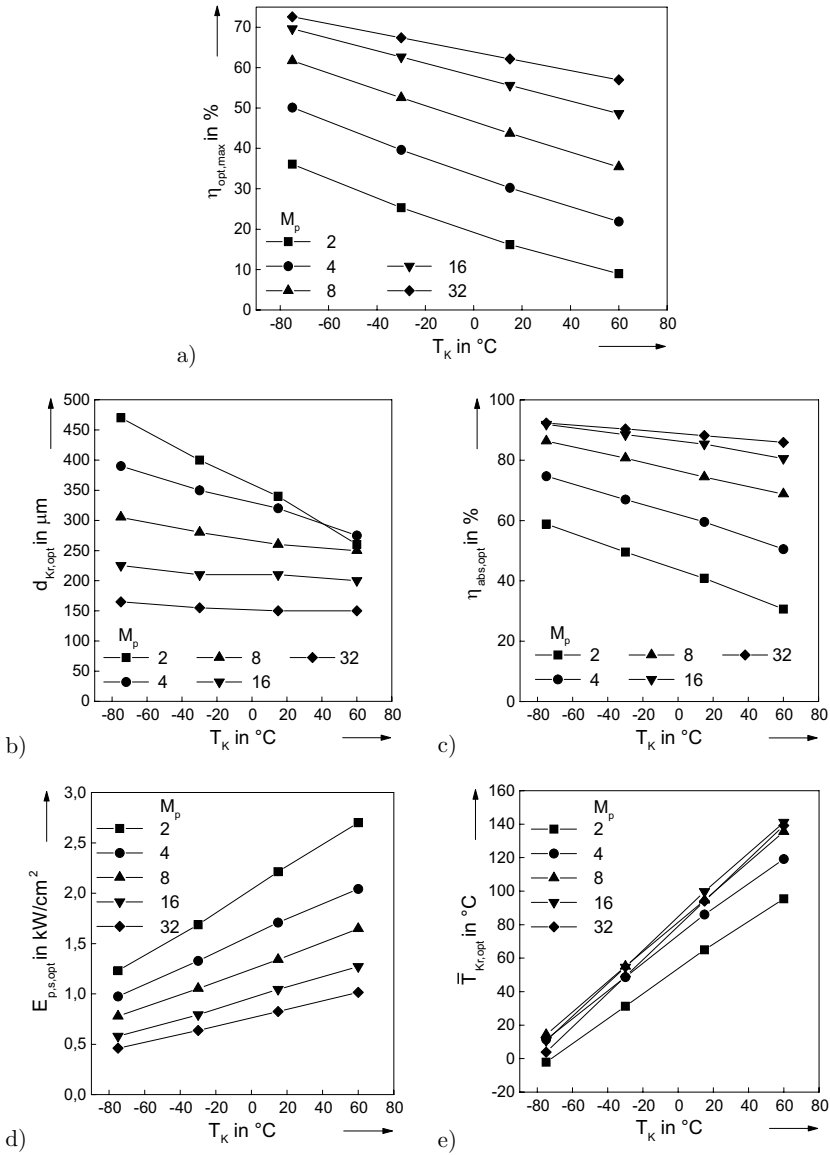 η_opt,max in %
70
60
50
40
30
20
10
0
M_p
2
4
8
16
32
-80 -60 -40 -20 0 20 40 60 80
T_K in °C
a)
d_Kr,opt in µm
500
450
400
350
300
250
200
150
100
50
0
M_p
2 8 32
4 16
-80 -60 -40 -20 0 20 40 60 80
T_K in °C
b)
η_abs,opt in %
100
80
60
40
20
0
M_p
2 8 32
4 16
-80 -60 -40 -20 0 20 40 60 80
T_K in °C
c)
E_p,s,opt in kW/cm²
3,0
2,5
2,0
1,5
1,0
0,5
0,0
M_p
2
4
8
16
32
-80 -60 -40 -20 0 20 40 60 80
T_K in °C
d)
T̅_Kr,opt in °C
160
140
120
100
80
60
40
20
0
-20
M_p
2
4
8
16
32
-80 -60 -40 -20 0 20 40 60 80
T_K in °C
e)